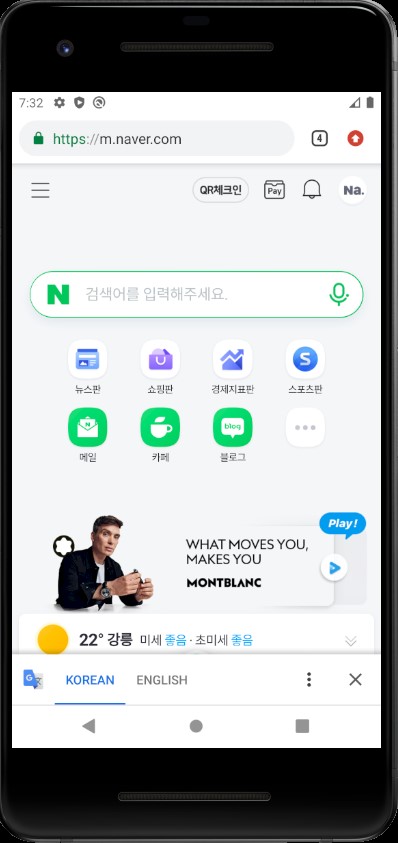 7:32
https://m.naver.com
4
QR체크인
Pay
Na.
N
검색어를 입력해주세요.
S
뉴스판
쇼핑판
경제지표판
스포츠판
N
blog
메일
카페
블로그
Play!
WHAT MOVES YOU,
MAKES YOU
MONTBLANC
22° 강릉 미세 좋음 · 초미세 좋음
G
KOREAN
ENGLISH